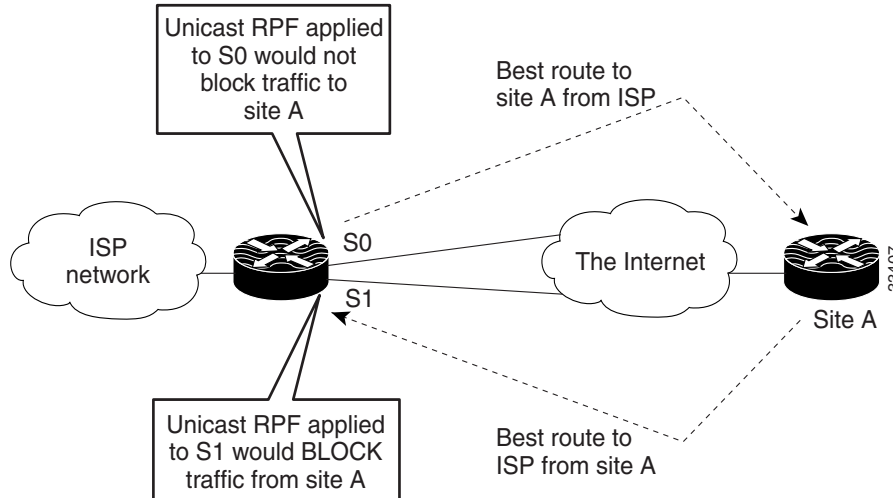 Unicast RPF applied
to S0 would not
block traffic to
site A
Best route to
site A from ISP
ISP
network
S0
S1
The Internet
Site A
Unicast RPF applied
to S1 would BLOCK
traffic from site A
Best route to
ISP from site A